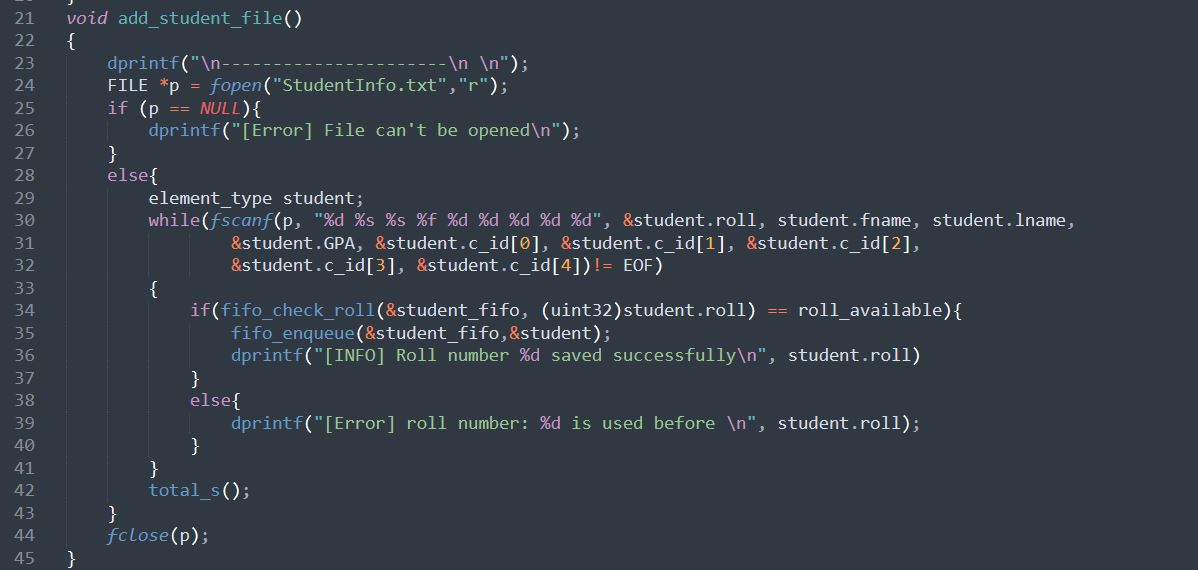 21 void add_student_file()
22 {
23     dprintf("\n----------------------\n \n");
24     FILE *p = fopen("StudentInfo.txt","r");
25     if (p == NULL){
26         dprintf("[Error] File can't be opened\n");
27     }
28     else{
29         element_type student;
30         while(fscanf(p, "%d %s %s %f %d %d %d %d %d", &student.roll, student.fname, student.lname,
31                 &student.GPA, &student.c_id[0], &student.c_id[1], &student.c_id[2],
32                 &student.c_id[3], &student.c_id[4])!= EOF)
33         {
34             if(fifo_check_roll(&student_fifo, (uint32)student.roll) == roll_available){
35                 fifo_enqueue(&student_fifo,&student);
36                 dprintf("[INFO] Roll number %d saved successfully\n", student.roll)
37             }
38             else{
39                 dprintf("[Error] roll number: %d is used before \n", student.roll);
40             }
41         }
42         total_s();
43     }
44     fclose(p);
45 }